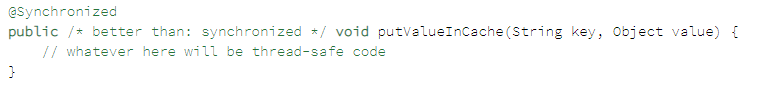 @Synchronized
public /* better than: synchronized */ void putValueInCache(String key, Object value) {
    // whatever here will be thread-safe code
}